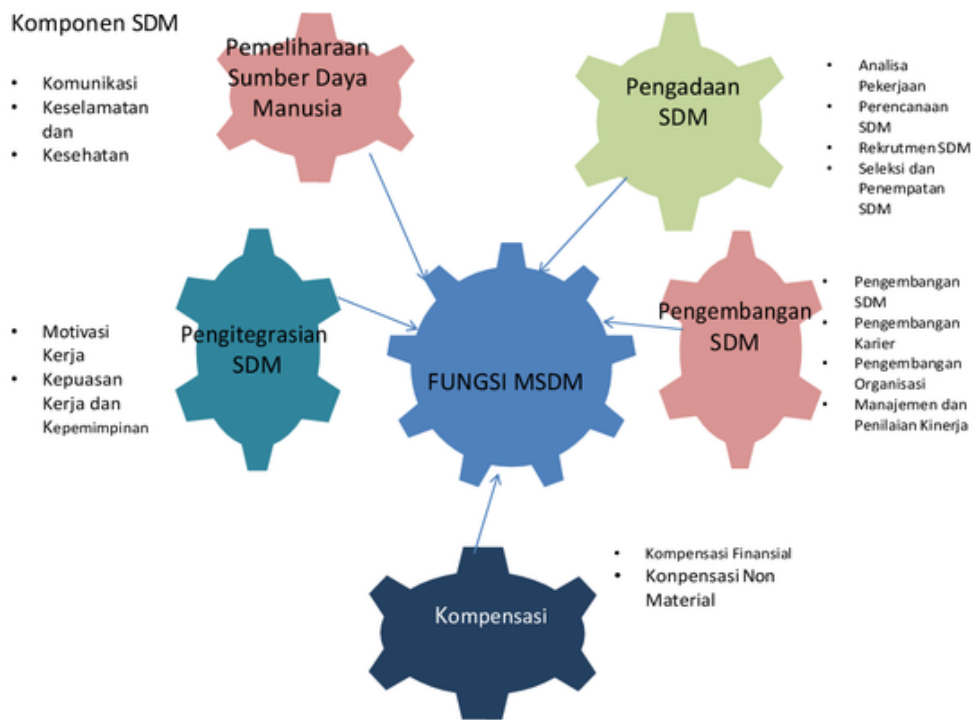 Komponen SDM
• Komunikasi
• Keselamatan
dan
• Kesehatan
Pemeliharaan
Sumber Daya
Manusia
Pengadaan
SDM
• Analisa
Pekerjaan
• Perencanaan
SDM
• Rekrutmen SDM
• Seleksi dan
Penempatan
SDM
• Motivasi
Kerja
• Kepuasan
Kerja dan
Kepemimpinan
Pengitegrasian
SDM
FUNGSI MSDM
Pengembangan
SDM
• Pengembangan
SDM
• Pengembangan
Karier
• Pengembangan
Organisasi
• Manajemen dan
Penilaian Kinerja
Kompensasi
• Kompensasi Finansial
• Konpensasi Non
Material